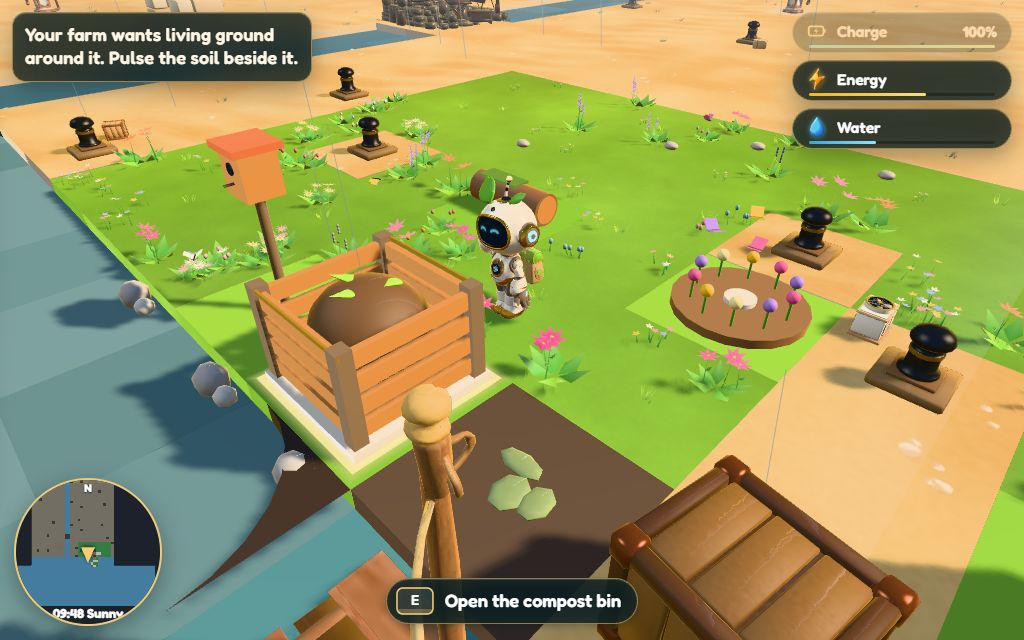 Your farm wants living ground
around it. Pulse the soil beside it.
Charge 100%
Energy
Water
N
09:48 Sunny
E Open the compost bin